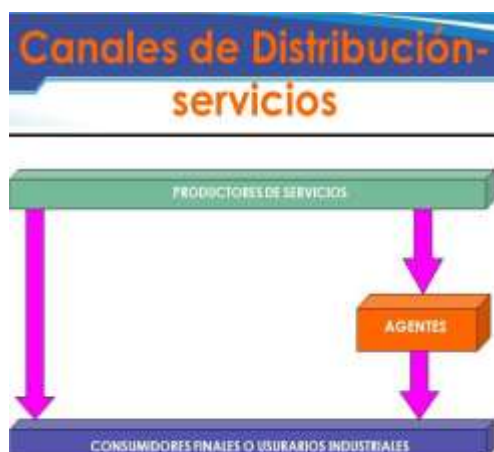 Canales de Distribución-
servicios
PRODUCTORES DE SERVICIOS
AGENTES
CONSUMIDORES FINALES O USURARIOS INDUSTRIALES